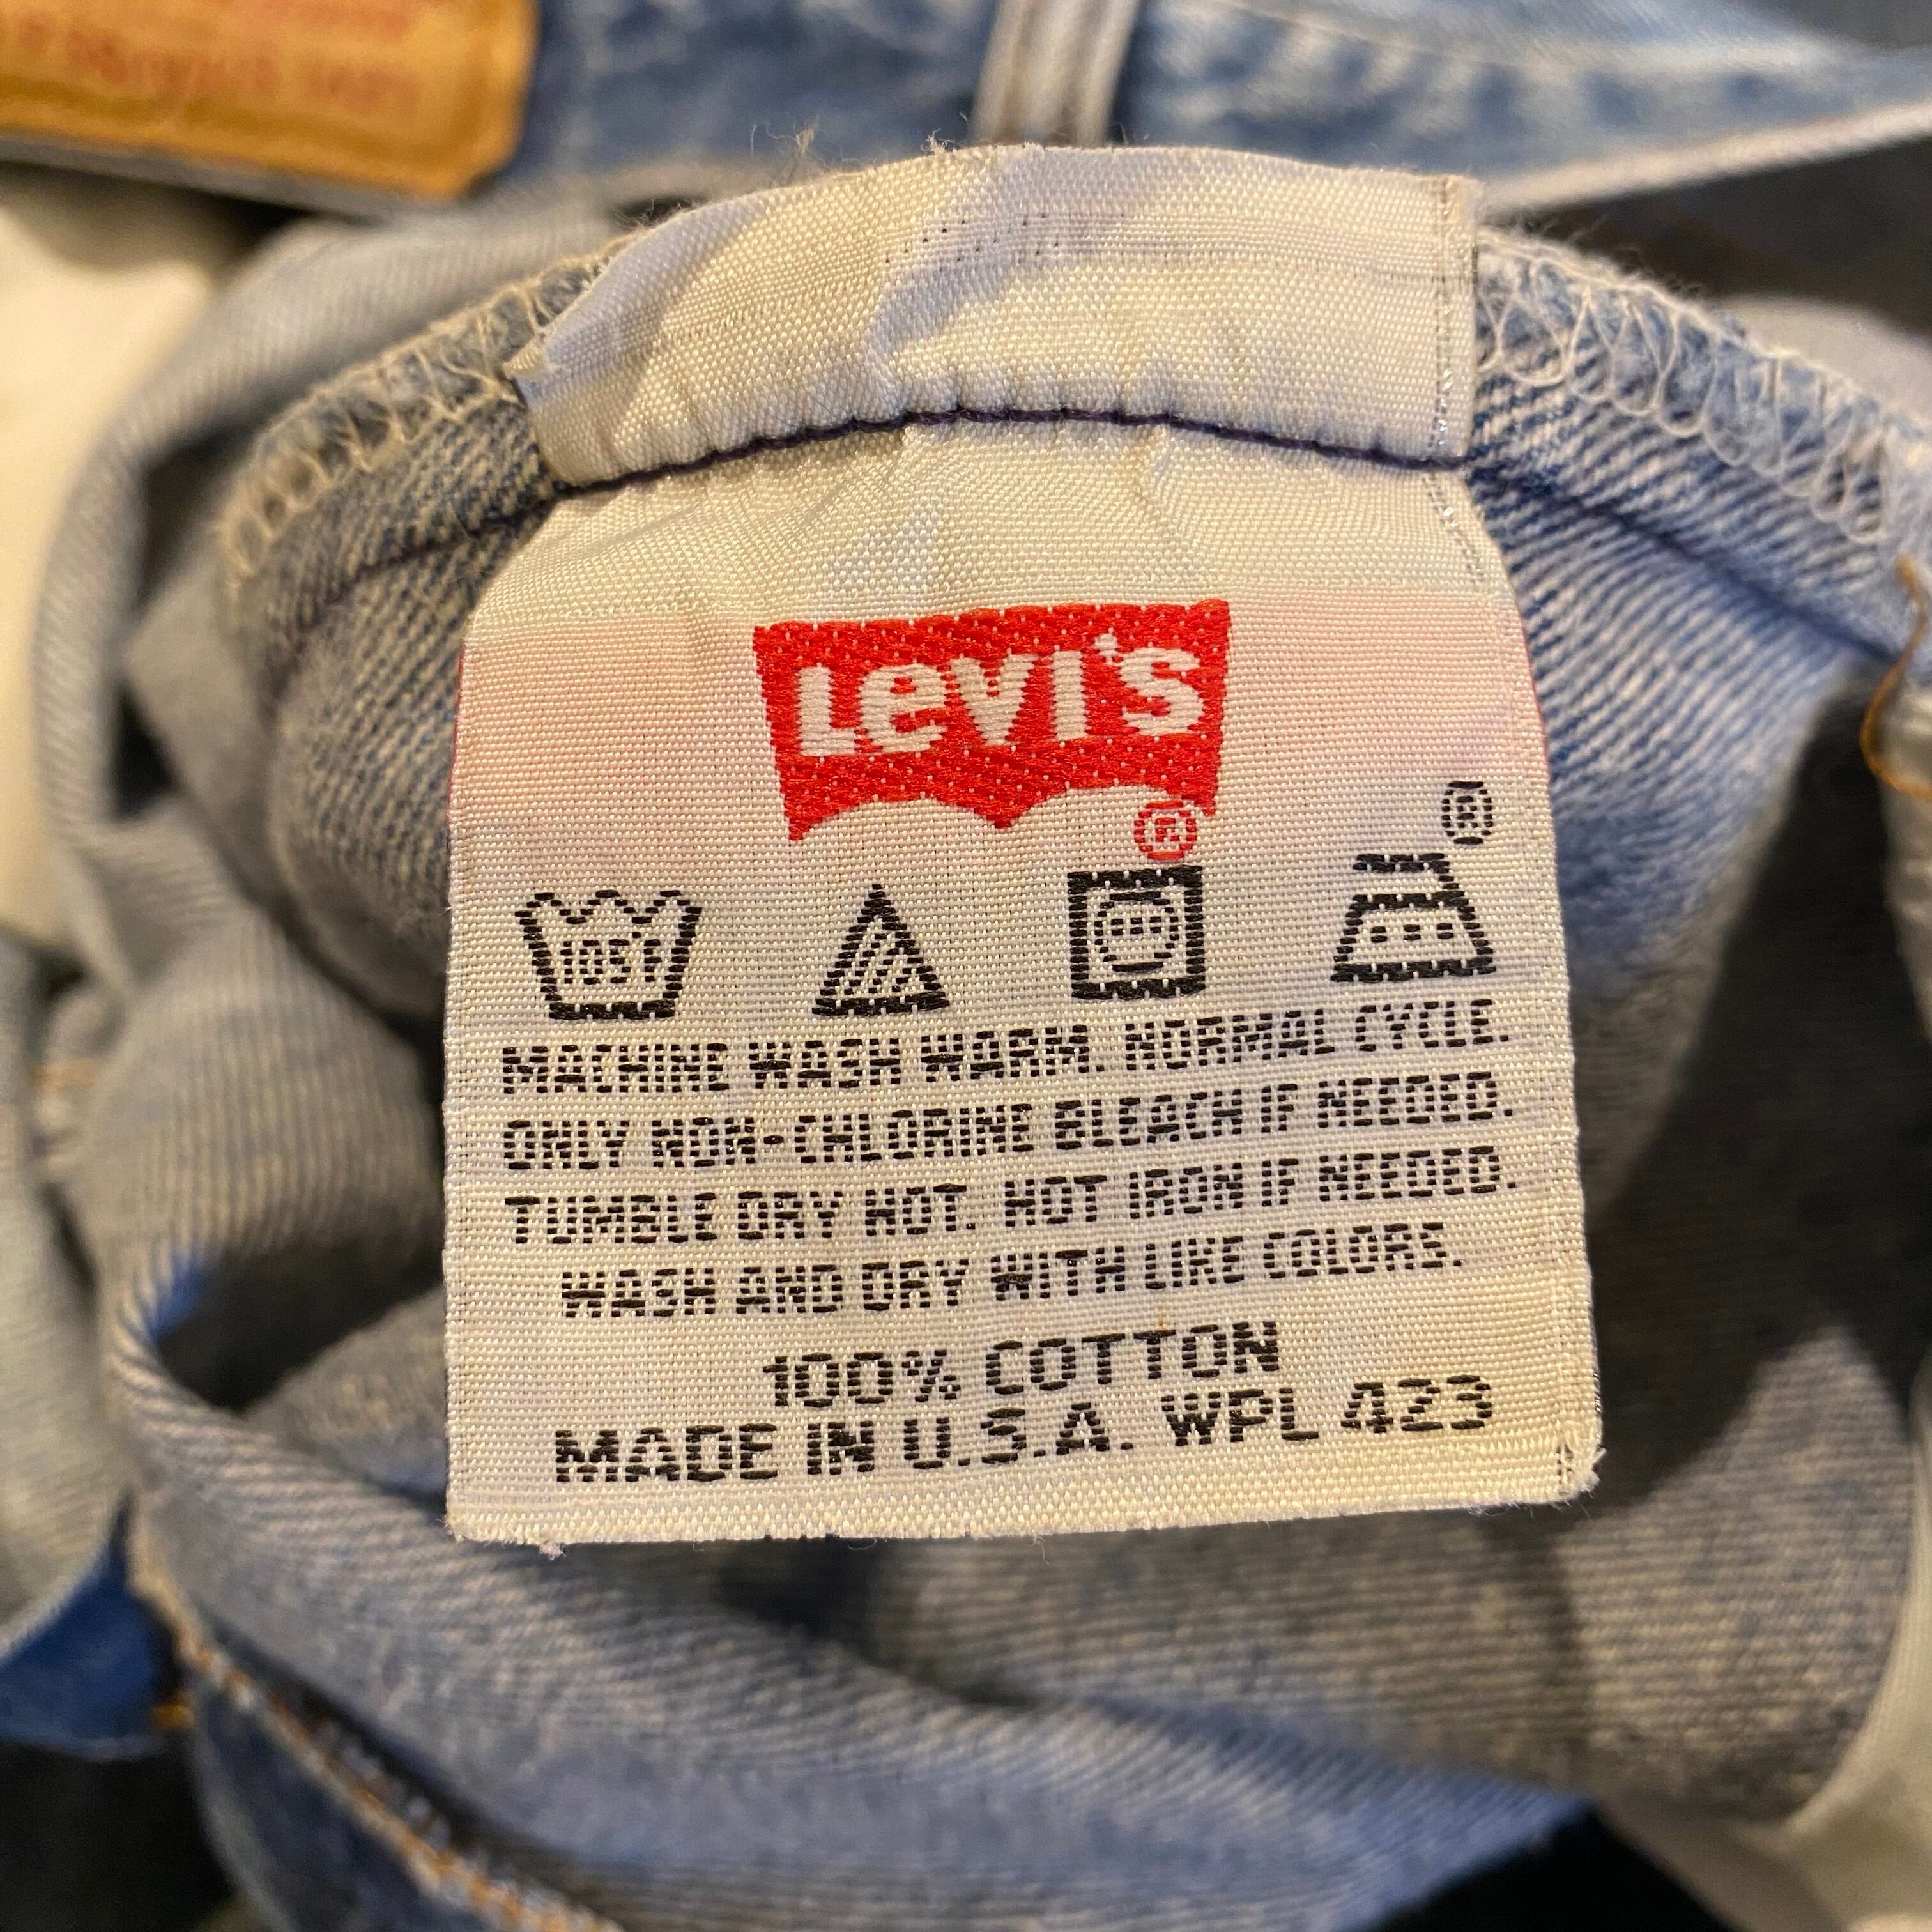 Levi's ®
®
105°F
MACHINE WASH WARM. NORMAL CYCLE.
ONLY NON-CHLORINE BLEACH IF NEEDED.
TUMBLE DRY HOT. HOT IRON IF NEEDED.
WASH AND DRY WITH LIKE COLORS.
100% COTTON
MADE IN U.S.A. WPL 423